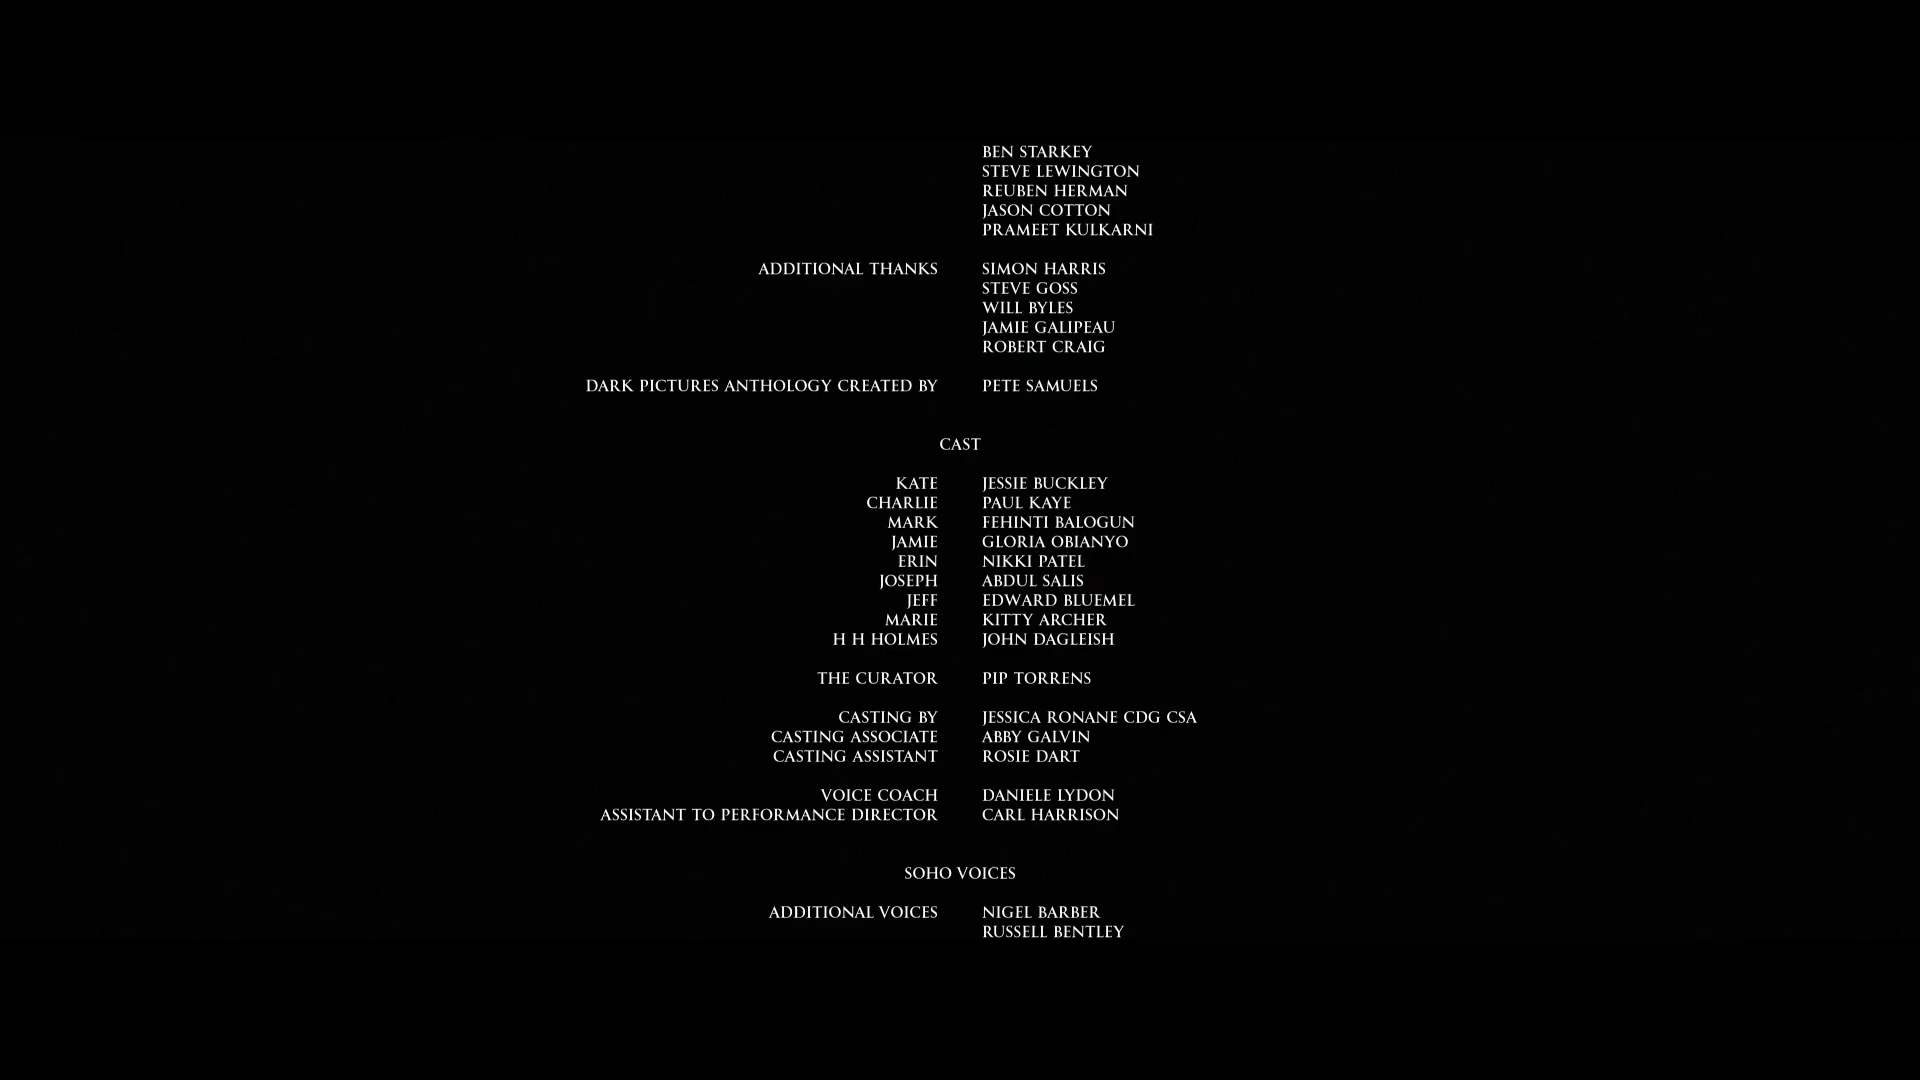 BEN STARKEY
STEVE LEWINGTON
REUBEN HERMAN
JASON COTTON
PRAMEET KULKARNI
ADDITIONAL THANKS SIMON HARRIS
STEVE GOSS
WILL BYLES
JAMIE GALIPEAU
ROBERT CRAIG
DARK PICTURES ANTHOLOGY CREATED BY PETE SAMUELS
CAST
KATE JESSIE BUCKLEY
CHARLIE PAUL KAYE
MARK FEHINTI BALOGUN
JAMIE GLORIA OBIANYO
ERIN NIKKI PATEL
JOSEPH ABDUL SALIS
JEFF EDWARD BLUEMEL
MARIE KITTY ARCHER
H H HOLMES JOHN DAGLEISH
THE CURATOR PIP TORRENS
CASTING BY JESSICA RONANE CDG CSA
CASTING ASSOCIATE ABBY GALVIN
CASTING ASSISTANT ROSIE DART
VOICE COACH DANIELE LYDON
ASSISTANT TO PERFORMANCE DIRECTOR CARL HARRISON
SOHO VOICES
ADDITIONAL VOICES NIGEL BARBER
RUSSELL BENTLEY